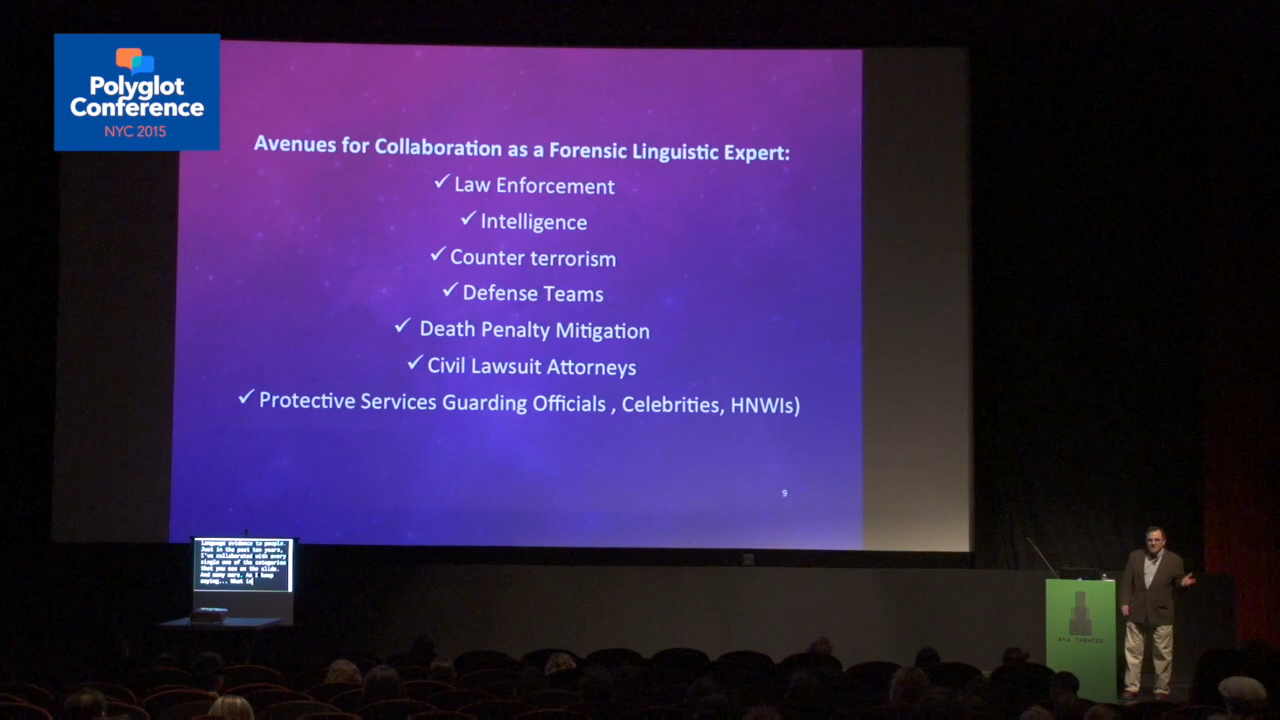 Polyglot
Conference
NYC 2015
Avenues for Collaboration as a Forensic Linguistic Expert:
✓ Law Enforcement
✓ Intelligence
✓ Counter terrorism
✓ Defense Teams
✓ Death Penalty Mitigation
✓ Civil Lawsuit Attorneys
✓ Protective Services Guarding Officials , Celebrities, HNWIs)
9
Language evidence to people.
Just in the past ten years,
I've collaborated with every
single one of the categories
that you see on the slide.
And many more. As I keep
saying... What is
SVA THEATRE